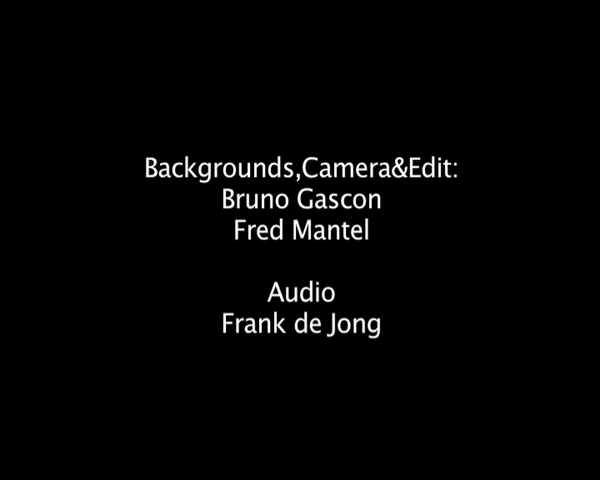 Backgrounds,Camera&Edit:
Bruno Gascon
Fred Mantel
Audio
Frank de Jong